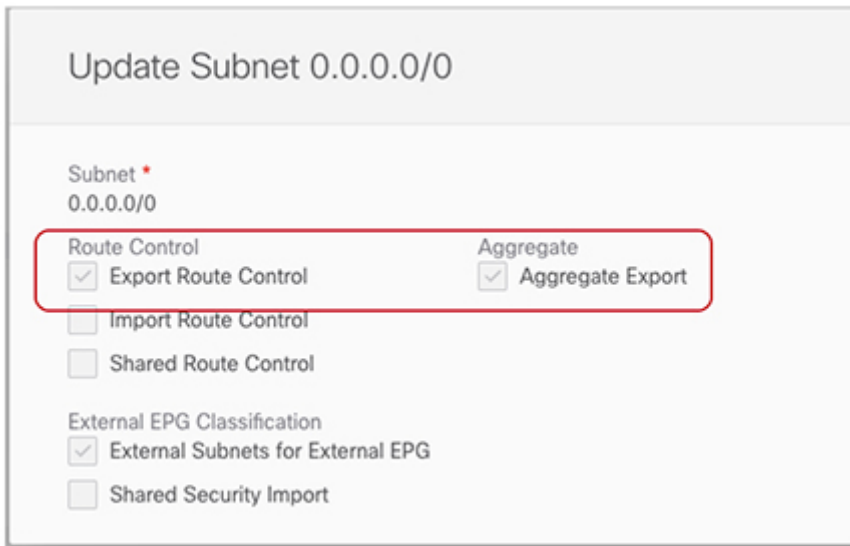 Update Subnet 0.0.0.0/0
Subnet *
0.0.0.0/0
Route Control Aggregate
Export Route Control Aggregate Export
Import Route Control
Shared Route Control
External EPG Classification
External Subnets for External EPG
Shared Security Import